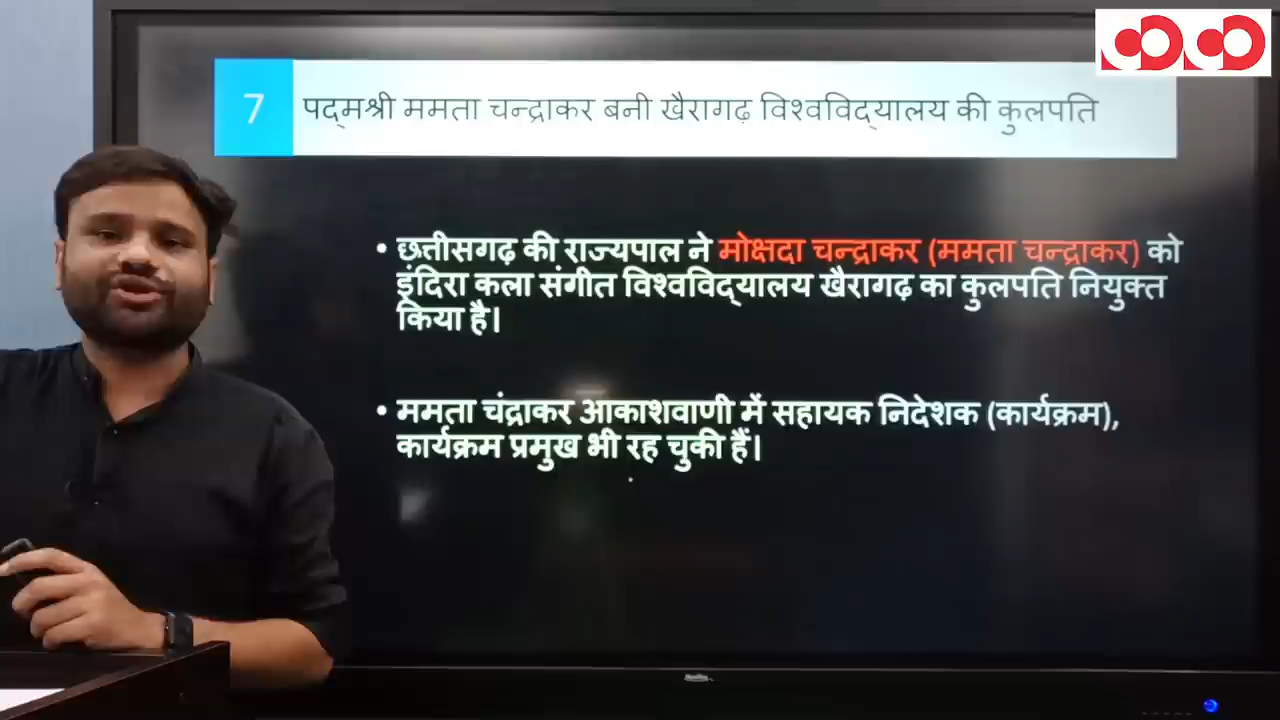 7 पद्मश्री ममता चन्द्राकर बनी खैरागढ़ विश्वविद्यालय की कुलपति
• छत्तीसगढ़ की राज्यपाल ने मोक्षदा चन्द्राकर (ममता चन्द्राकर) को
इंदिरा कला संगीत विश्वविद्यालय खैरागढ़ का कुलपति नियुक्त
किया है।
• ममता चंद्राकर आकाशवाणी में सहायक निदेशक (कार्यक्रम),
कार्यक्रम प्रमुख भी रह चुकी हैं।